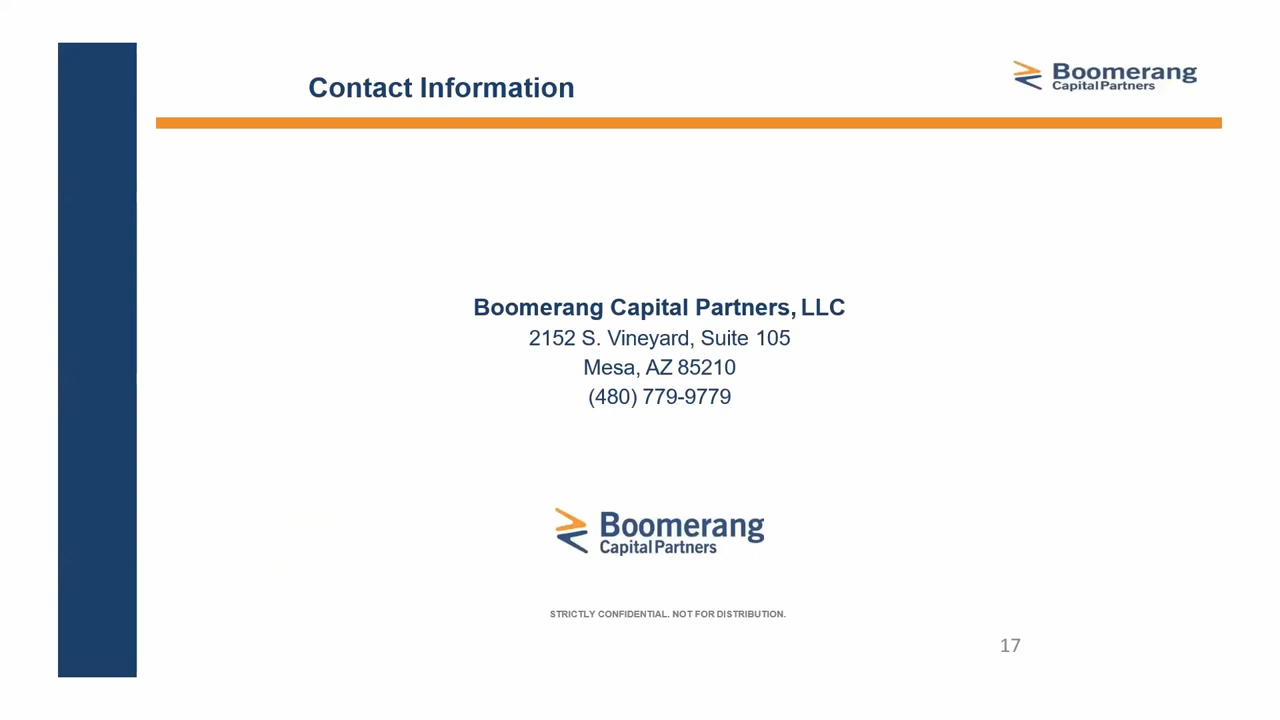 Contact Information
Boomerang
Capital Partners
Boomerang Capital Partners, LLC
2152 S. Vineyard, Suite 105
Mesa, AZ 85210
(480) 779-9779
Boomerang
Capital Partners
STRICTLY CONFIDENTIAL. NOT FOR DISTRIBUTION.
17